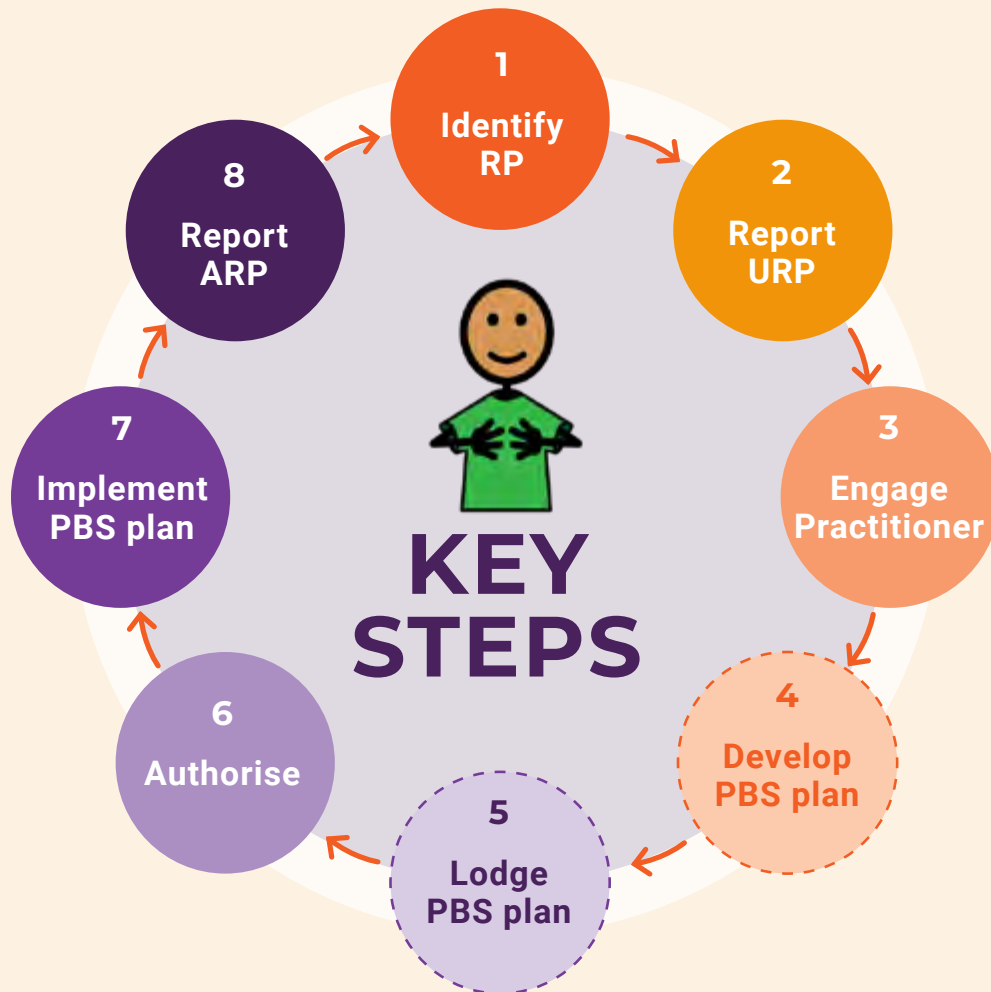 1
Identify
RP
2
Report
URP
3
Engage
Practitioner
4
Develop
PBS plan
5
Lodge
PBS plan
6
Authorise
7
Implement
PBS plan
8
Report
ARP
KEY
STEPS